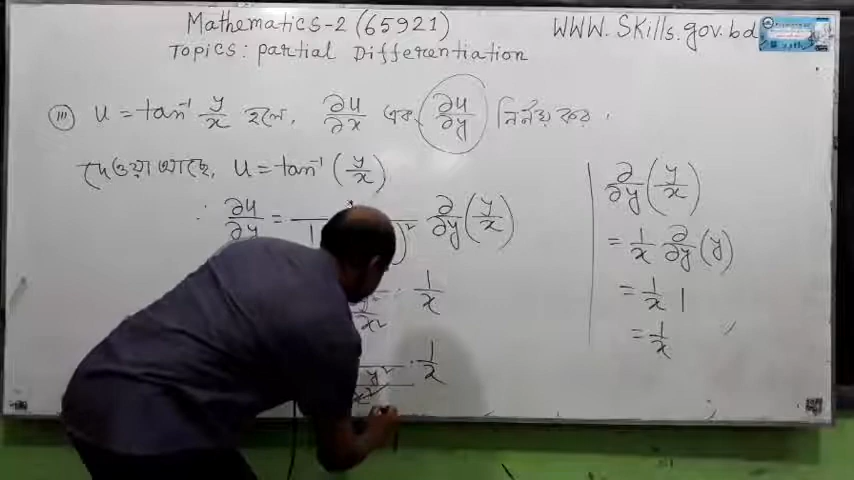 Mathematics-2 (65921)
WWW.Skills.gov.bd
Topics: partial Differentiation
(iii) u = tan⁻¹ y/x হলে, ∂u/∂x এবং ∂u/∂y নির্ণয় কর।
দেওয়া আছে, u = tan⁻¹ (y/x)
∴ ∂u/∂y = ∂/∂y (y/x)
· 1/x
y² · 1/x
∂/∂y (y/x)
= 1/x ∂/∂y (y)
= 1/x 1
= 1/x